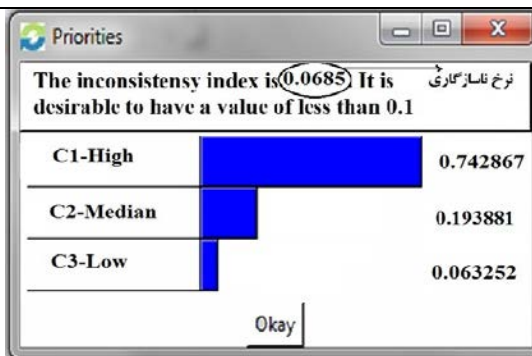 Priorities
The inconsistensy index is 0.0685 It is
نرخ ناسازگاری
desirable to have a value of less than 0.1
C1-High 0.742867
C2-Median 0.193881
C3-Low 0.063252
Okay